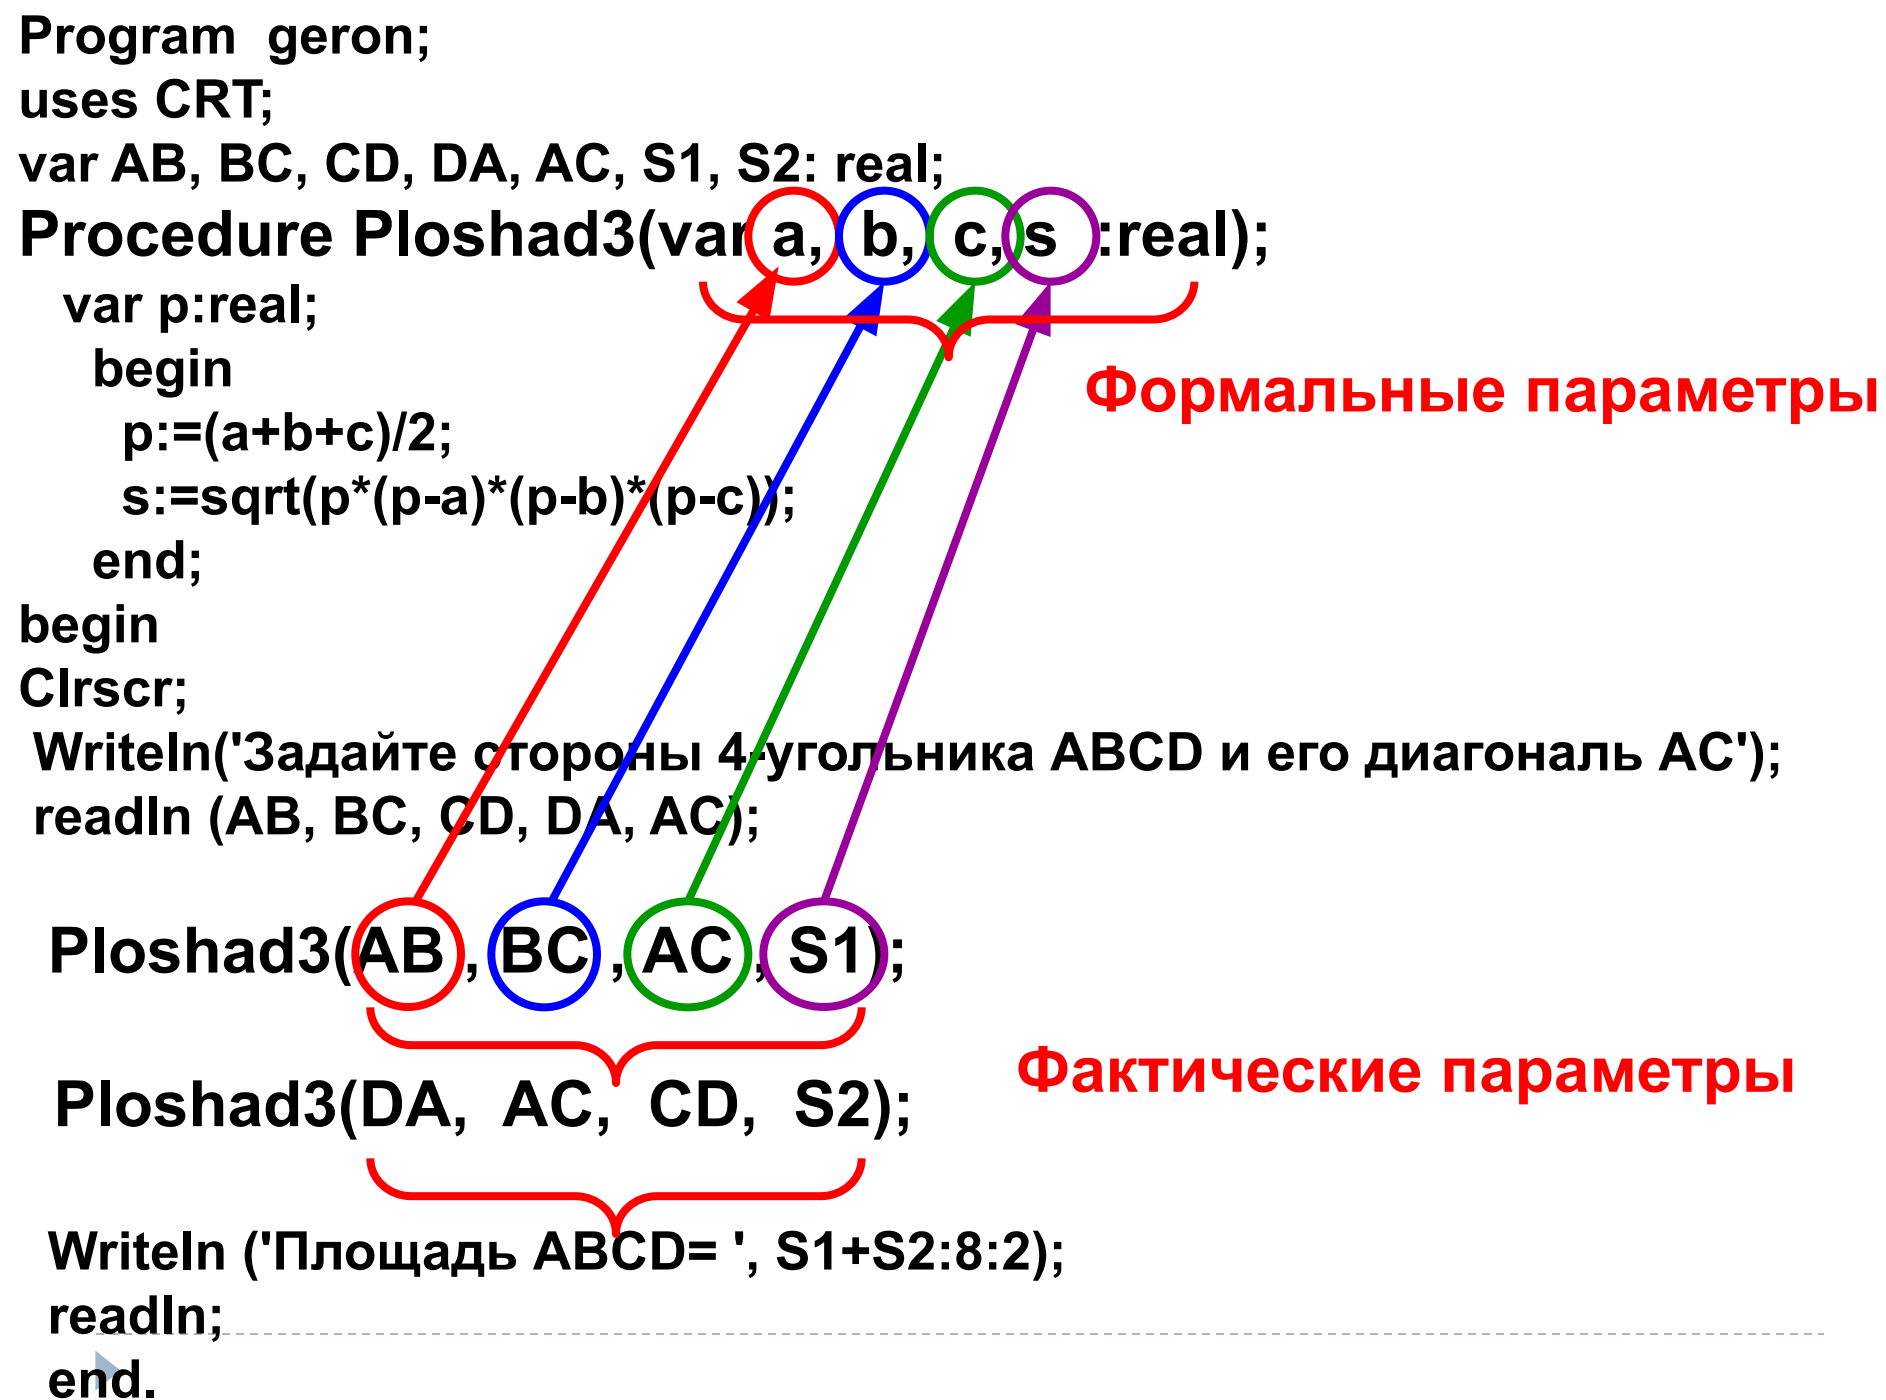 Program geron;
uses CRT;
var AB, BC, CD, DA, AC, S1, S2: real;
Procedure Ploshad3(var a, b, c, s :real);
var p:real;
begin
Формальные параметры
p:=(a+b+c)/2;
s:=sqrt(p*(p-a)*(p-b)*(p-c));
end;
begin
Clrscr;
Writeln('Задайте стороны 4-угольника ABCD и его диагональ AC');
readln (AB, BC, CD, DA, AC);
Ploshad3(AB , BC , AC , S1);
Фактические параметры
Ploshad3(DA, AC, CD, S2);
Writeln ('Площадь ABCD= ', S1+S2:8:2);
readln;
end.